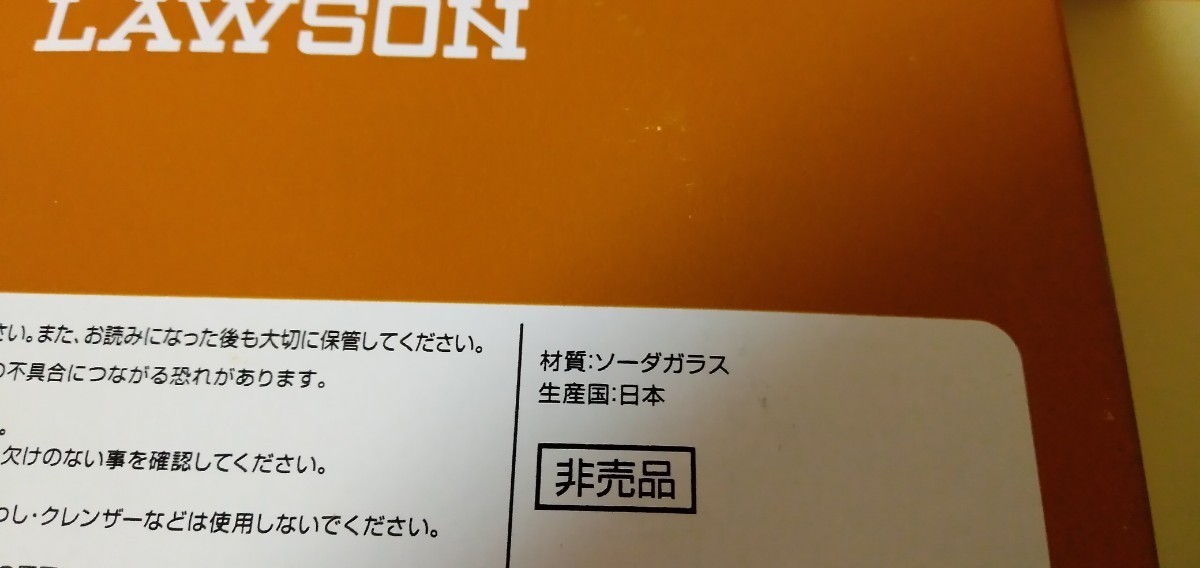 LAWSON
さい。また、お読みになった後も大切に保管してください。
の不具合につながる恐れがあります。
。
欠けのない事を確認してください。
わし・クレンザーなどは使用しないでください。
材質:ソーダガラス
生産国:日本
非売品